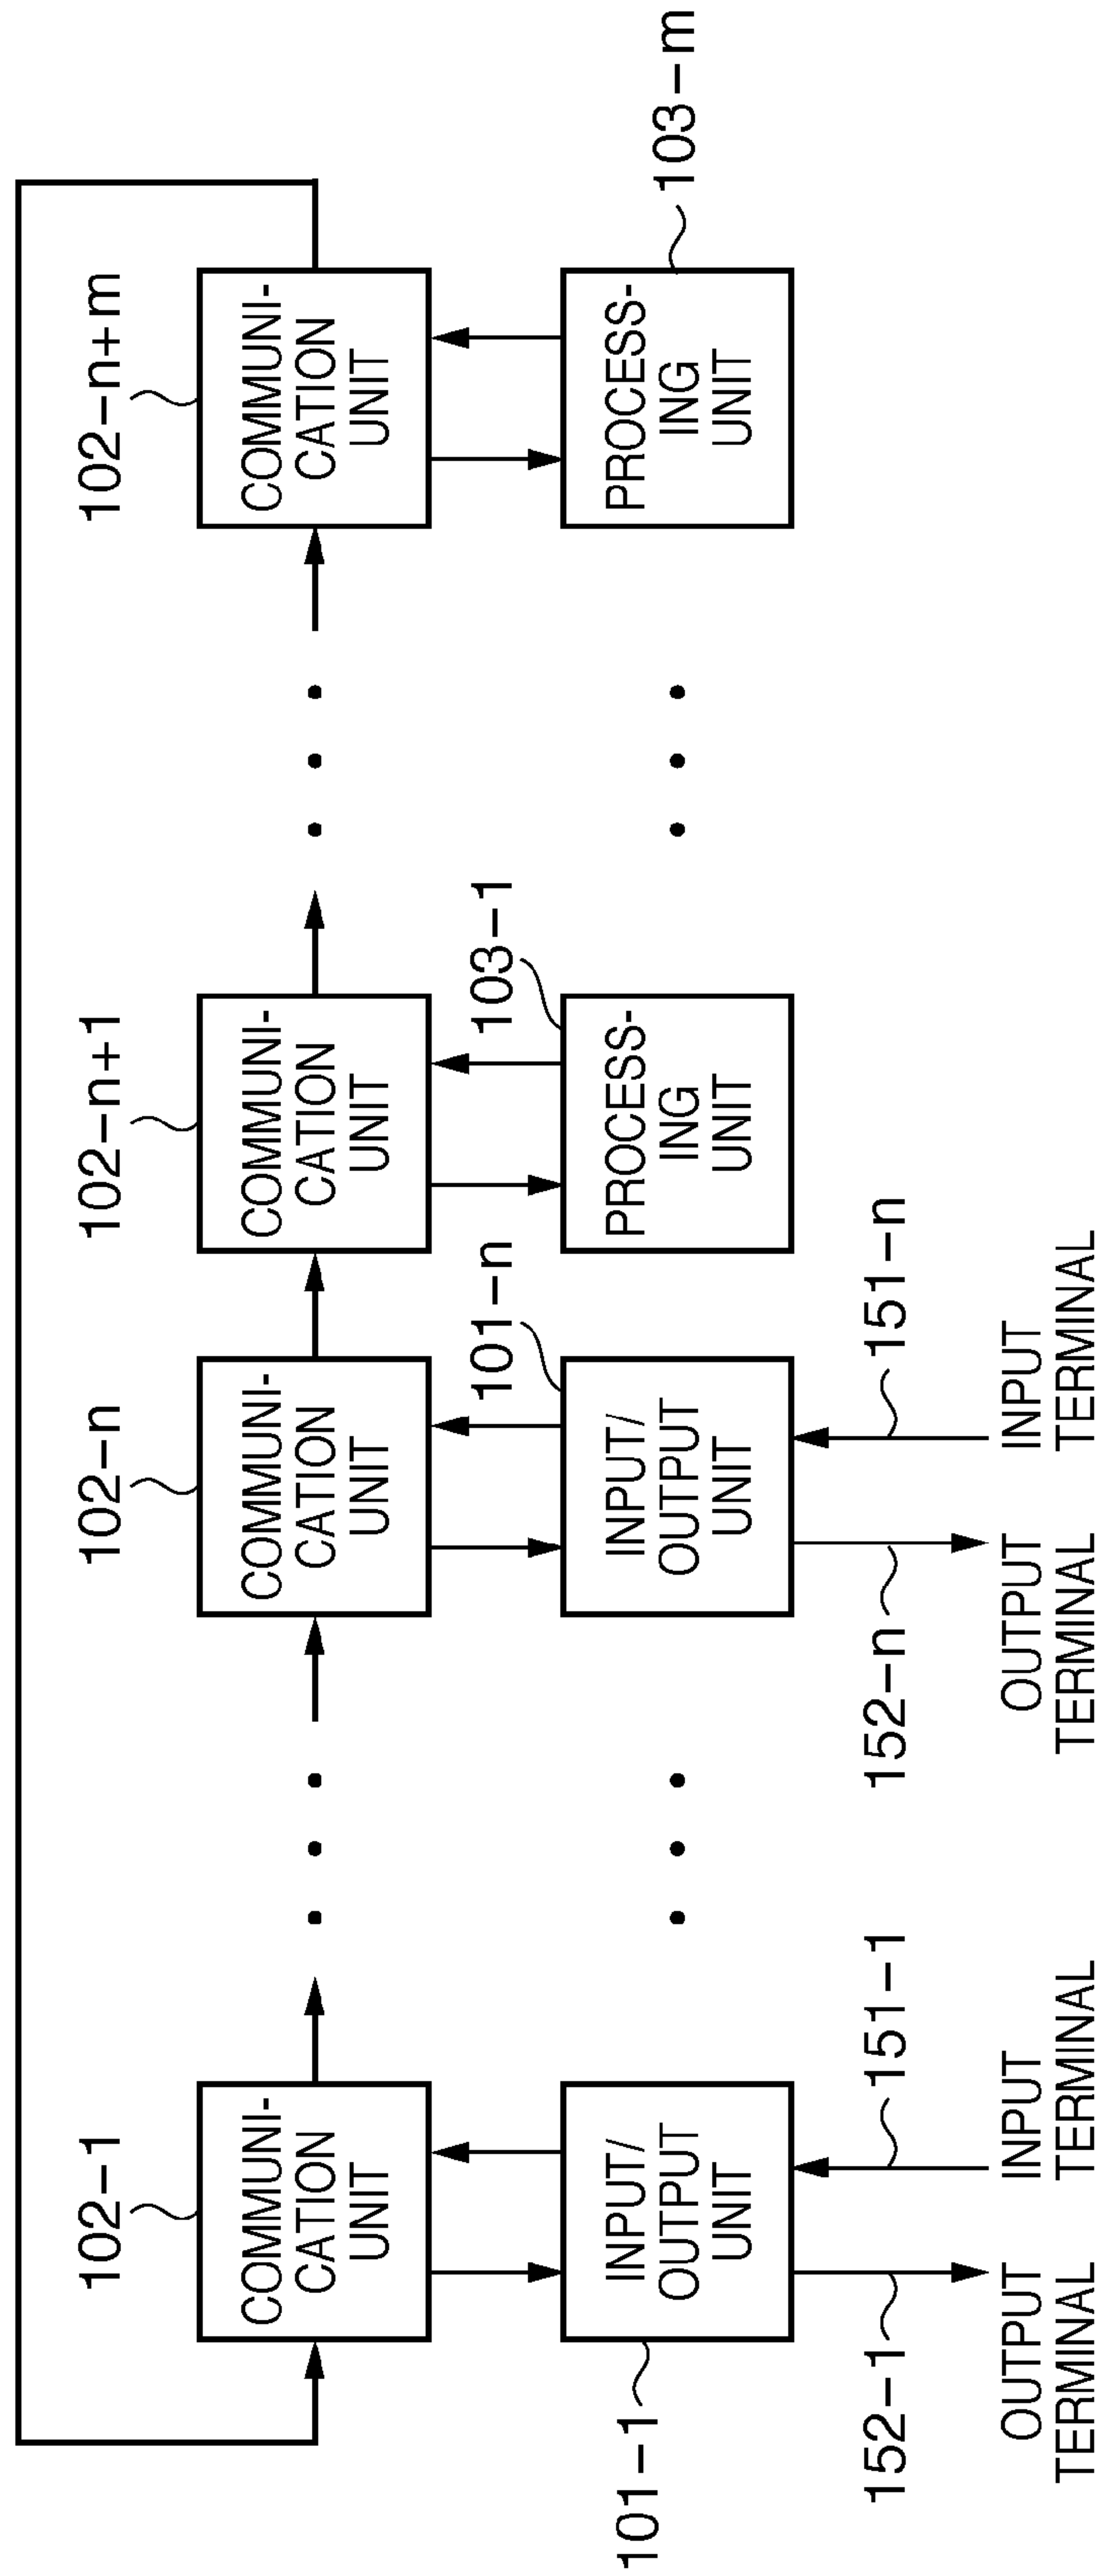 102-1
102-n
102-n+1
102-n+m
COMMUNI-
CATION
UNIT
COMMUNI-
CATION
UNIT
COMMUNI-
CATION
UNIT
COMMUNI-
CATION
UNIT
101-n
103-1
101-1
INPUT/
OUTPUT
UNIT
INPUT/
OUTPUT
UNIT
PROCESS-
ING
UNIT
PROCESS-
ING
UNIT
103-m
152-1
151-1
152-n
151-n
OUTPUT
TERMINAL
INPUT
TERMINAL
OUTPUT
TERMINAL
INPUT
TERMINAL